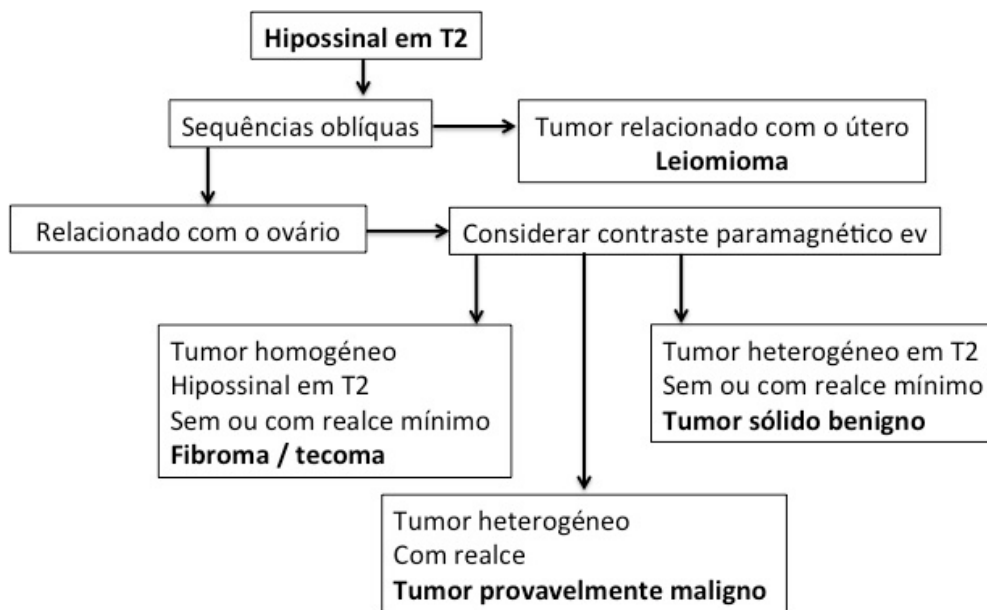 Hipossinal em T2
Sequências oblíquas
Tumor relacionado com o útero
Leiomioma
Relacionado com o ovário
Considerar contraste paramagnético ev
Tumor homogéneo
Hipossinal em T2
Sem ou com realce mínimo
Fibroma / tecoma
Tumor heterogéneo em T2
Sem ou com realce mínimo
Tumor sólido benigno
Tumor heterogéneo
Com realce
Tumor provavelmente maligno